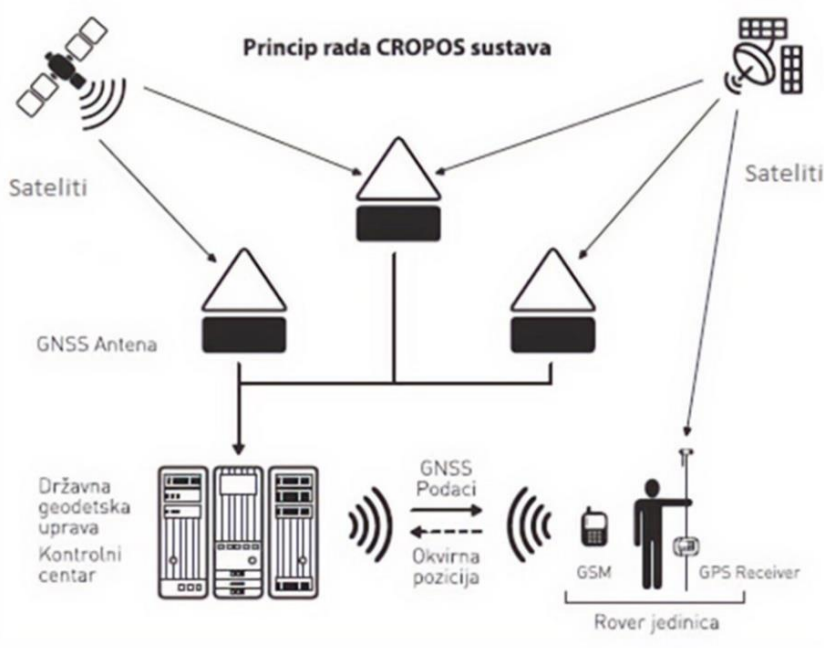 Princip rada CROPOS sustava
Sateliti
Sateliti
GNSS Antena
Državna
geodetska
uprava
Kontrolni
centar
GNSS
Podaci
Okvirna
pozicija
GSM
GPS Receiver
Rover jedinica